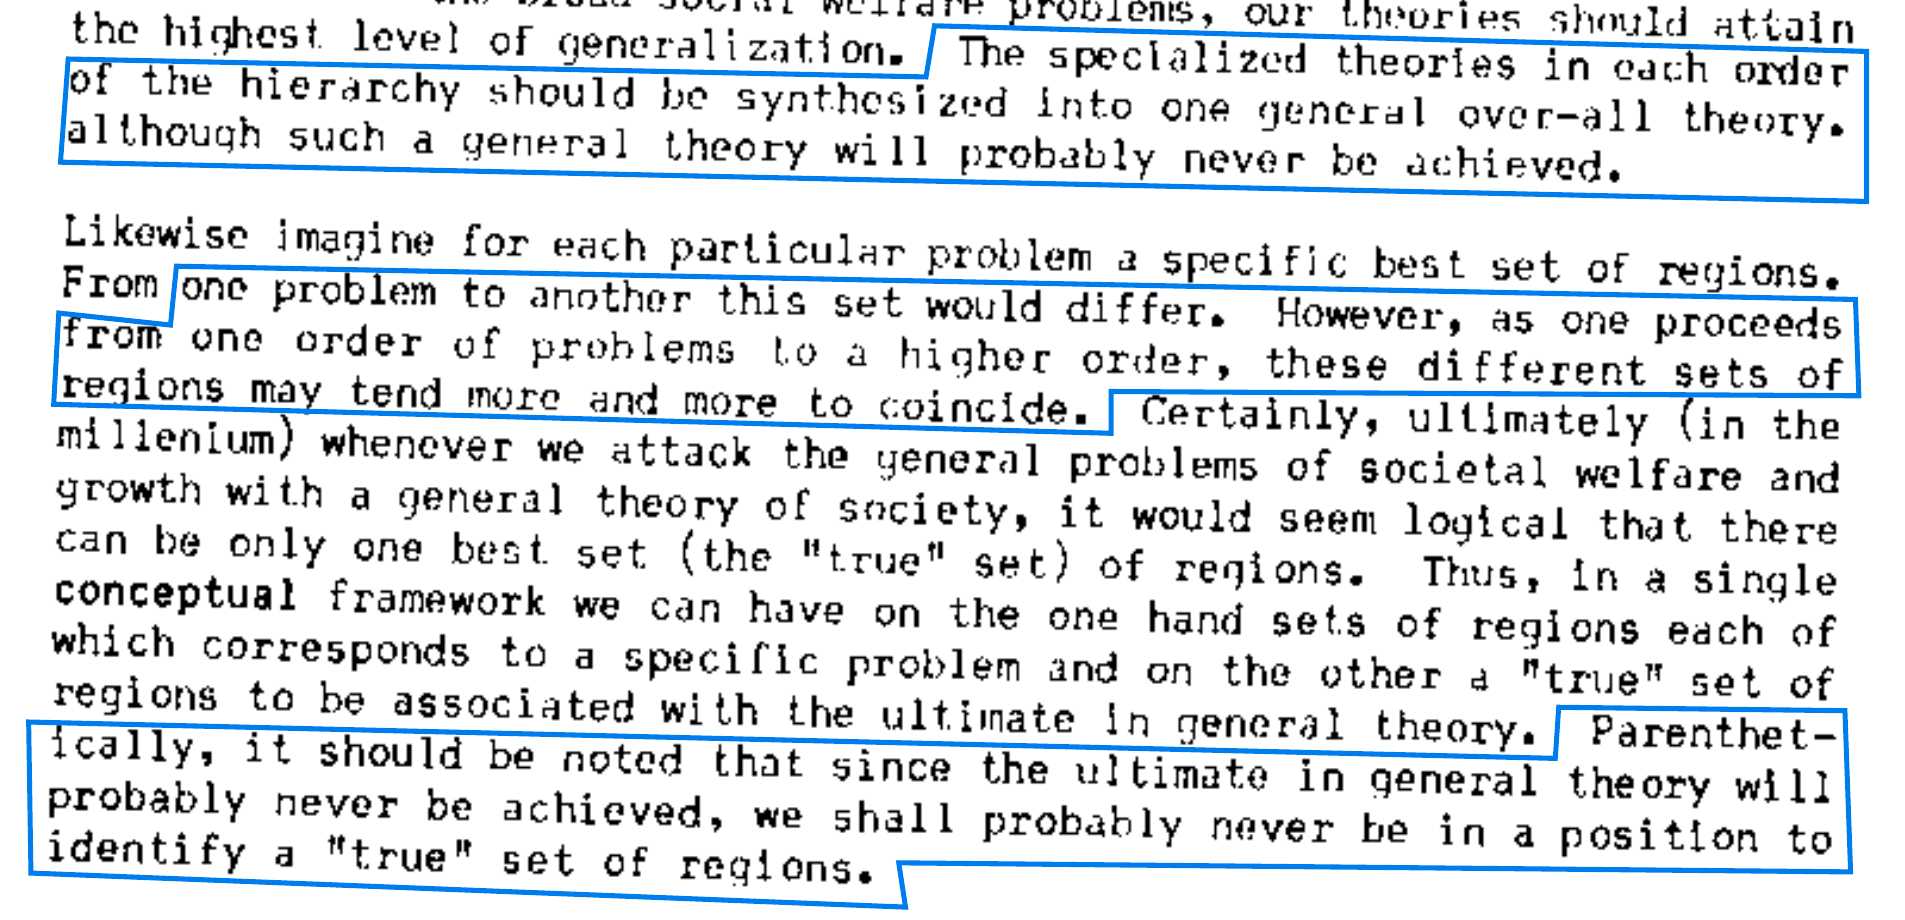 broad social welfare problems, our theories should attain
the highest level of generalization. The specialized theories in each order
of the hierarchy should be synthesized into one general over-all theory.
although such a general theory will probably never be achieved.
Likewise imagine for each particular problem a specific best set of regions.
From one problem to another this set would differ. However, as one proceeds
from one order of problems to a higher order, these different sets of
regions may tend more and more to coincide. Certainly, ultimately (in the
millenium) whenever we attack the general problems of societal welfare and
growth with a general theory of society, it would seem logical that there
can be only one best set (the "true" set) of regions. Thus, in a single
conceptual framework we can have on the one hand sets of regions each of
which corresponds to a specific problem and on the other a "true" set of
regions to be associated with the ultimate in general theory. Parenthet-
ically, it should be noted that since the ultimate in general theory will
probably never be achieved, we shall probably never be in a position to
identify a "true" set of regions.